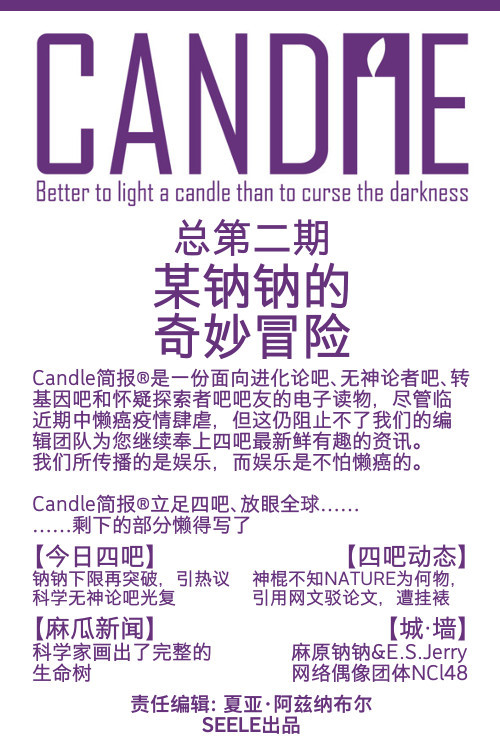 CANDLE
Better to light a candle than to curse the darkness
总第二期
某钠钠的
奇妙冒险
Candle简报®是一份面向进化论吧、无神论者吧、转
基因吧和怀疑探索者吧吧友的电子读物，尽管临
近期中懒癌疫情肆虐，但这仍阻止不了我们的编
辑团队为您继续奉上四吧最新鲜有趣的资讯。
我们所传播的是娱乐，而娱乐是不怕懒癌的。
Candle简报®立足四吧、放眼全球……
……剩下的部分懒得写了
【今日四吧】
钠钠下限再突破，引热议
科学无神论吧光复
【四吧动态】
神棍不知NATURE为何物，
引用网文驳论文，遭挂裱
【麻瓜新闻】
科学家画出了完整的
生命树
【城·墙】
麻原钠钠&E.S.Jerry
网络偶像团体NCl48
责任编辑: 夏亚·阿兹纳布尔
SEELE出品